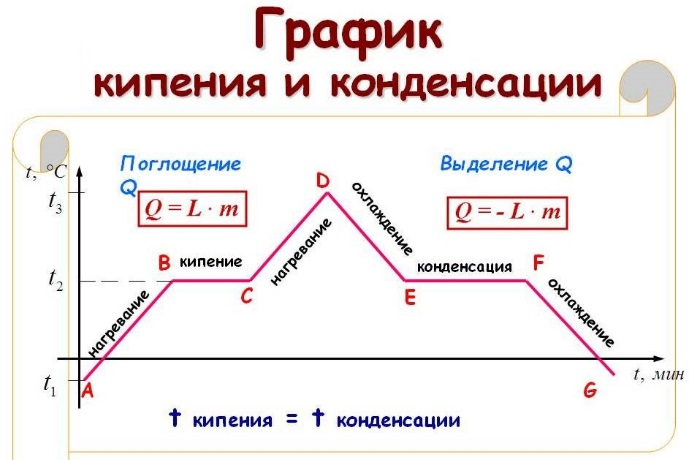 График
кипения и конденсации
Поглощение
Q
Выделение Q
t, °C
t₃
t₂
t₁
Q = L · m
Q = - L · m
D
B
кипение
C
нагревание
нагревание
охлаждение
E
конденсация
F
охлаждение
A
G
t, мин
t кипения = t конденсации